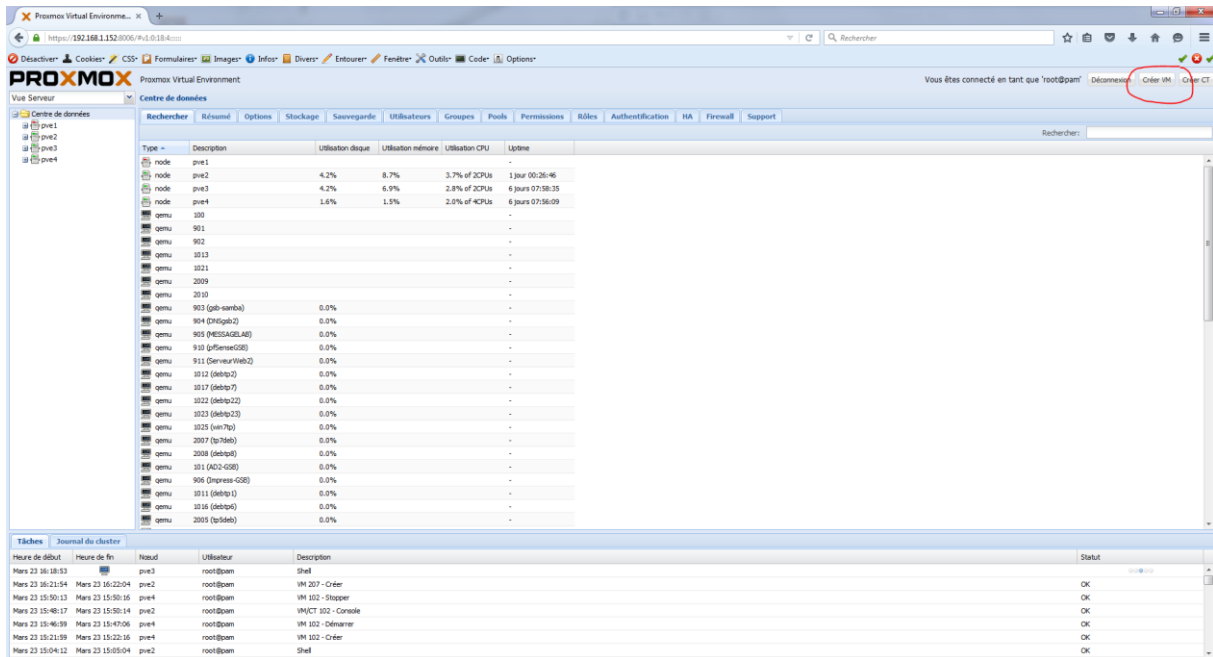 Proxmox Virtual Environme...
https://192.168.1.152:8006/#v1:0:18:4:::::
Rechercher
Désactiver Cookies CSS Formulaires Images Infos Divers Entourer Fenêtre Outils Code Options
PROXMOX Proxmox Virtual Environment
Vous êtes connecté en tant que 'root@pam' Déconnexion Créer VM Créer CT
Vue Serveur
Centre de données
pve1
pve2
pve3
pve4
Centre de données
Rechercher Résumé Options Stockage Sauvegarde Utilisateurs Groupes Pools Permissions Rôles Authentification HA Firewall Support
Rechercher:
Type Description Utilisation disque Utilisation mémoire Utilisation CPU Uptime
node pve1 -
node pve2 4.2% 8.7% 3.7% of 2CPUs 1 jour 00:26:46
node pve3 4.2% 6.9% 2.8% of 2CPUs 6 jours 07:58:35
node pve4 1.6% 1.5% 2.0% of 4CPUs 6 jours 07:56:09
qemu 100 -
qemu 901 -
qemu 902 -
qemu 1013 -
qemu 1021 -
qemu 2009 -
qemu 2010 -
qemu 903 (gsb-samba) 0.0% -
qemu 904 (DNSgsb2) 0.0% -
qemu 905 (MESSAGELAB) 0.0% -
qemu 910 (pfSenseGSB) 0.0% -
qemu 911 (ServeurWeb2) 0.0% -
qemu 1012 (debtp2) 0.0% -
qemu 1017 (debtp7) 0.0% -
qemu 1022 (debtp22) 0.0% -
qemu 1023 (debtp23) 0.0% -
qemu 1025 (win7tp) 0.0% -
qemu 2007 (tp7deb) 0.0% -
qemu 2008 (debtp8) 0.0% -
qemu 101 (AD2-GSB) 0.0% -
qemu 906 (Impress-GSB) 0.0% -
qemu 1011 (debtp1) 0.0% -
qemu 1016 (debtp6) 0.0% -
qemu 2005 (tp5deb) 0.0% -
Tâches Journal du cluster
Heure de début Heure de fin Nœud Utilisateur Description Statut
Mars 23 16:18:53 pve3 root@pam Shell
Mars 23 16:21:54 Mars 23 16:22:04 pve2 root@pam VM 207 - Créer OK
Mars 23 15:50:13 Mars 23 15:50:16 pve4 root@pam VM 102 - Stopper OK
Mars 23 15:48:17 Mars 23 15:50:14 pve2 root@pam VM/CT 102 - Console OK
Mars 23 15:46:59 Mars 23 15:47:06 pve4 root@pam VM 102 - Démarrer OK
Mars 23 15:21:59 Mars 23 15:22:16 pve4 root@pam VM 102 - Créer OK
Mars 23 15:04:12 Mars 23 15:05:04 pve2 root@pam Shell OK